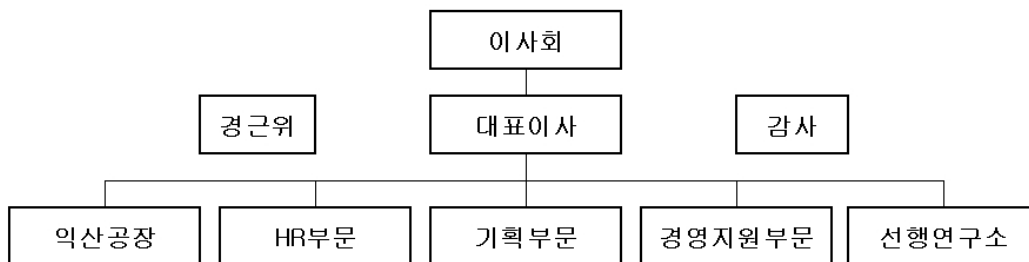 이사회
경근위
대표이사
감사
익산공장
HR부문
기획부문
경영지원부문
선행연구소